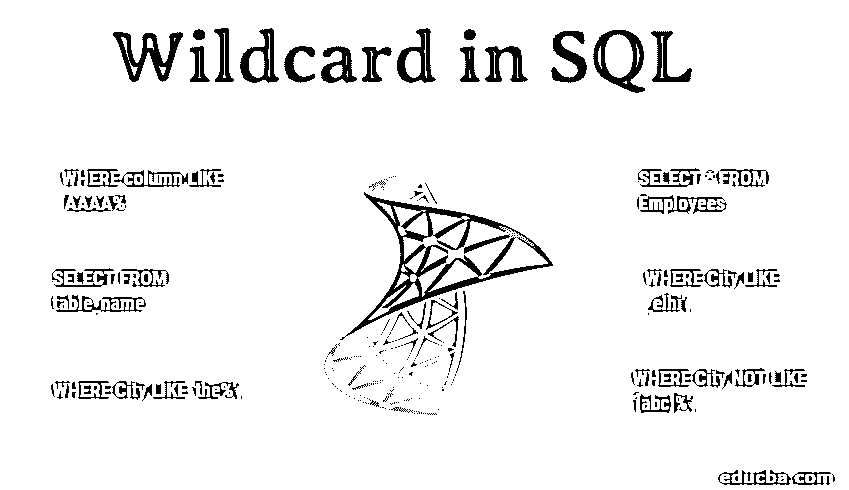 Wildcard in SQL
WHERE column LIKE
'AAAA%'
SELECT FROM
table_name
WHERE City LIKE 'the%';
SELECT * FROM
Employees
WHERE City LIKE
'_elhi';
WHERE City NOT LIKE
'[abc]%';
educba.com